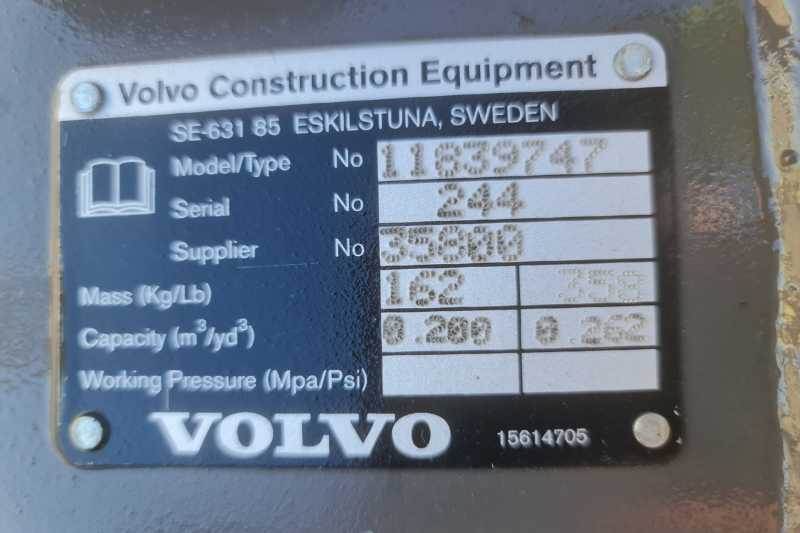 Volvo Construction Equipment
SE-631 85 ESKILSTUNA, SWEDEN
Model/Type No 11839747
Serial No 244
Supplier No 35800
Mass (Kg/Lb) 162 358
Capacity (m³/yd³) 0.200 0.262
Working Pressure (Mpa/Psi)
VOLVO 15614705